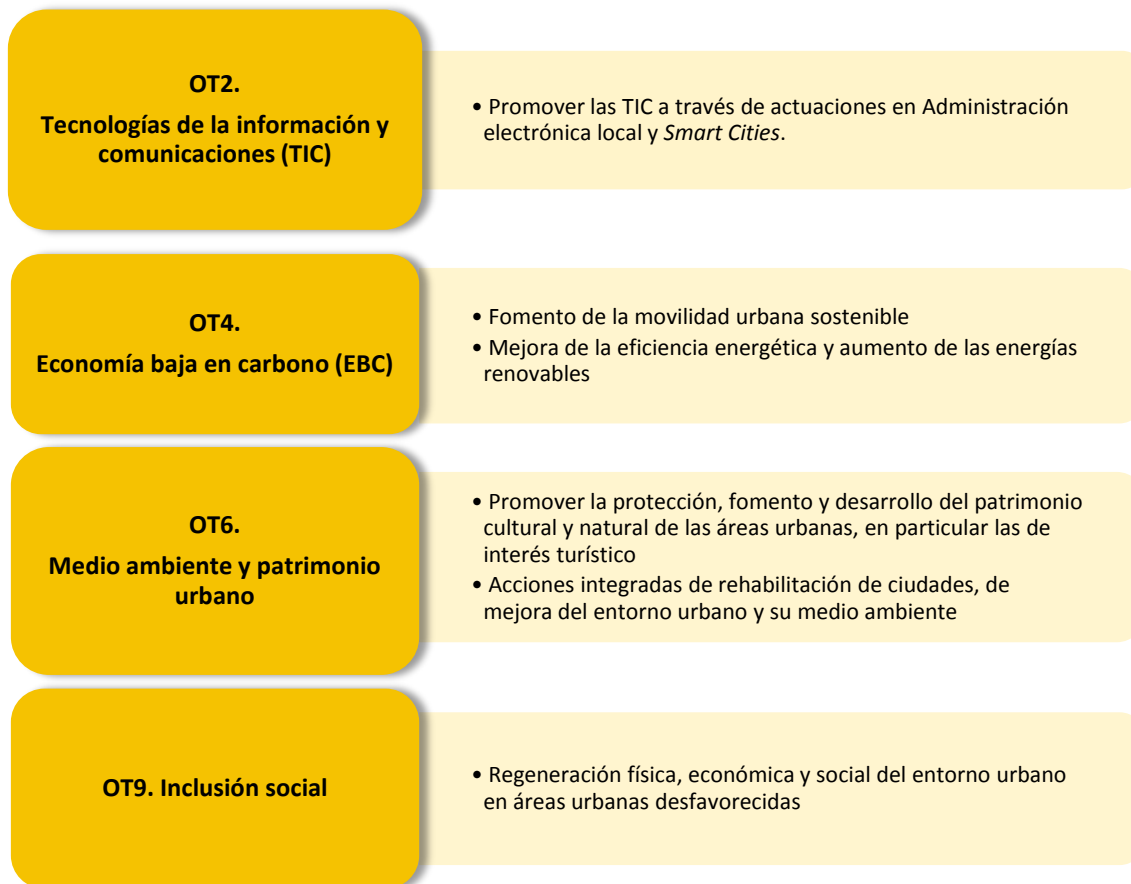 OT2.
Tecnologías de la información y
comunicaciones (TIC)
• Promover las TIC a través de actuaciones en Administración
electrónica local y Smart Cities.
OT4.
Economía baja en carbono (EBC)
• Fomento de la movilidad urbana sostenible
• Mejora de la eficiencia energética y aumento de las energías
renovables
OT6.
Medio ambiente y patrimonio
urbano
• Promover la protección, fomento y desarrollo del patrimonio
cultural y natural de las áreas urbanas, en particular las de
interés turístico
• Acciones integradas de rehabilitación de ciudades, de
mejora del entorno urbano y su medio ambiente
OT9. Inclusión social
• Regeneración física, económica y social del entorno urbano
en áreas urbanas desfavorecidas